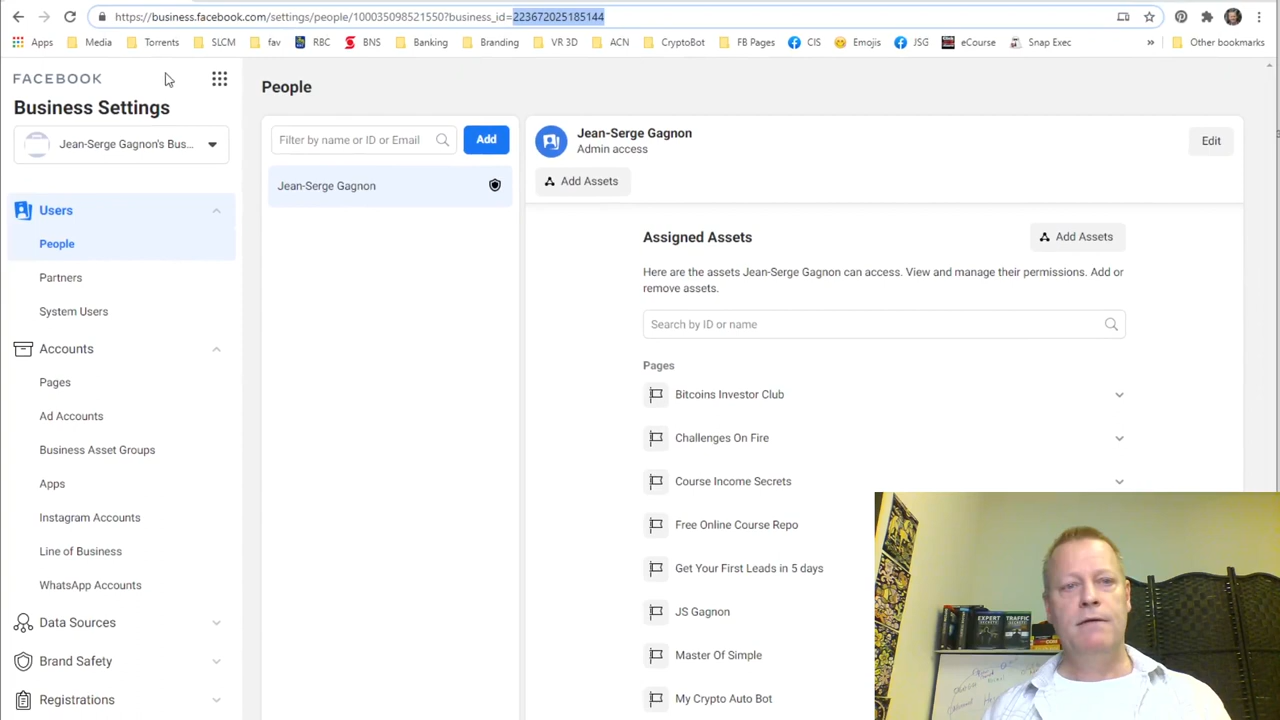 https://business.facebook.com/settings/people/100035098521550?business_id=223672025185144
Apps Media Torrents SLCM fav RBC BNS Banking Branding VR 3D ACN CryptoBot FB Pages CIS Emojis JSG eCourse Snap Exec » Other bookmarks
FACEBOOK
Business Settings
Jean-Serge Gagnon's Bus...
Users
People
Partners
System Users
Accounts
Pages
Ad Accounts
Business Asset Groups
Apps
Instagram Accounts
Line of Business
WhatsApp Accounts
Data Sources
Brand Safety
Registrations
People
Filter by name or ID or Email
Add
Jean-Serge Gagnon
Jean-Serge Gagnon
Admin access
Edit
Add Assets
Assigned Assets
Add Assets
Here are the assets Jean-Serge Gagnon can access. View and manage their permissions. Add or
remove assets.
Search by ID or name
Pages
Bitcoins Investor Club
Challenges On Fire
Course Income Secrets
Free Online Course Repo
Get Your First Leads in 5 days
JS Gagnon
Master Of Simple
My Crypto Auto Bot
EXPERT
SECRETS
TRAFFIC
SECRETS